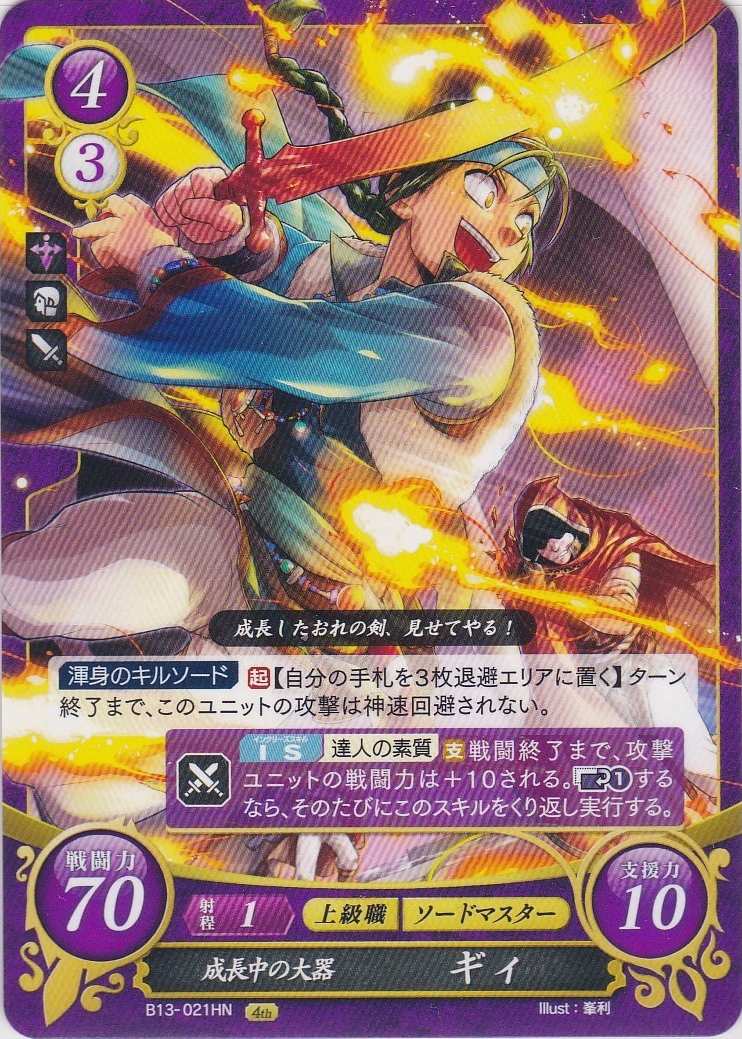 4
3
成長したおれの剣、見せてやる！
渾身のキルソード 起【自分の手札を3枚退避エリアに置く】ターン
終了まで、このユニットの攻撃は神速回避されない。
インクリーズスキル
IS 達人の素質 支 戦闘終了まで、攻撃
ユニットの戦闘力は＋10される。1する
なら、そのたびにこのスキルをくり返し実行する。
戦闘力
70
射程 1
上級職 ソードマスター
支援力
10
成長中の大器 ギィ
B13-021HN 4th Illust：峯利